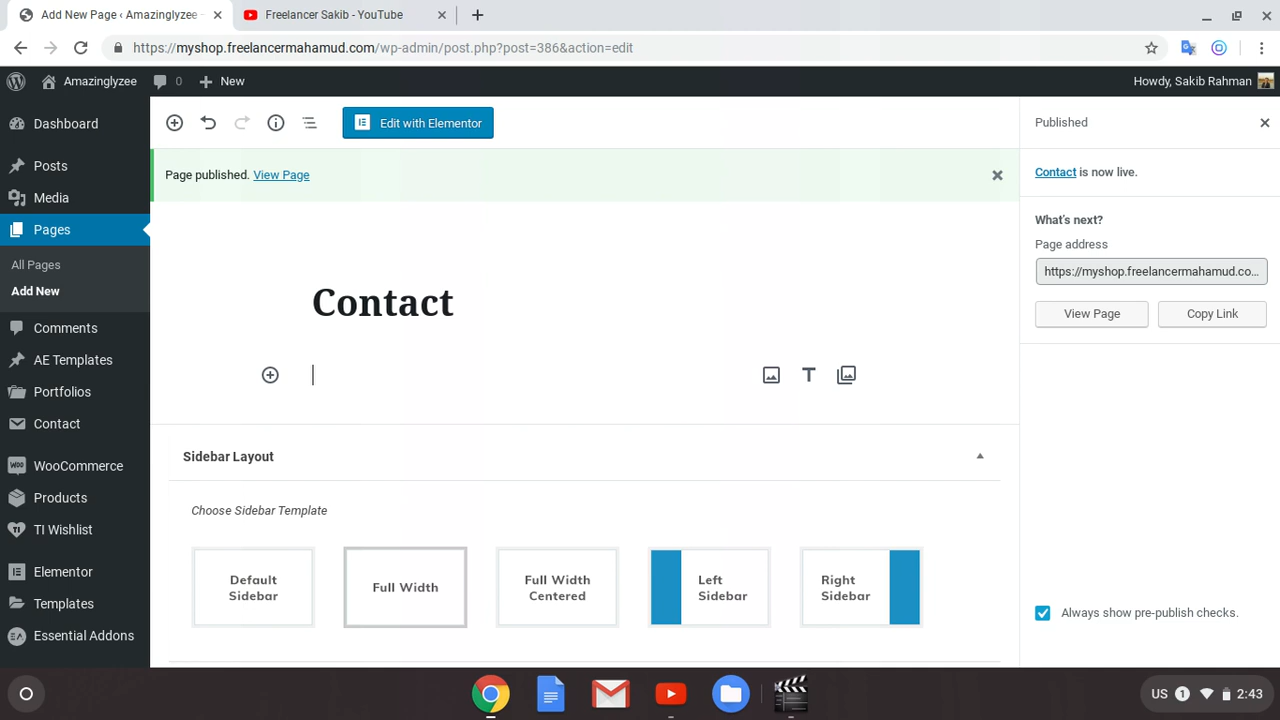 Add New Page ‹ Amazinglyzee –
Freelancer Sakib - YouTube
https://myshop.freelancermahamud.com/wp-admin/post.php?post=386&action=edit
Amazinglyzee
0
New
Howdy, Sakib Rahman
Dashboard
Posts
Media
Pages
All Pages
Add New
Comments
AE Templates
Portfolios
Contact
WooCommerce
Products
TI Wishlist
Elementor
Templates
Essential Addons
Edit with Elementor
Page published. View Page
Contact
Sidebar Layout
Choose Sidebar Template
Default
Sidebar
Full Width
Full Width
Centered
Left
Sidebar
Right
Sidebar
Published
Contact is now live.
What's next?
Page address
https://myshop.freelancermahamud.co...
View Page
Copy Link
Always show pre-publish checks.
US
1
2:43